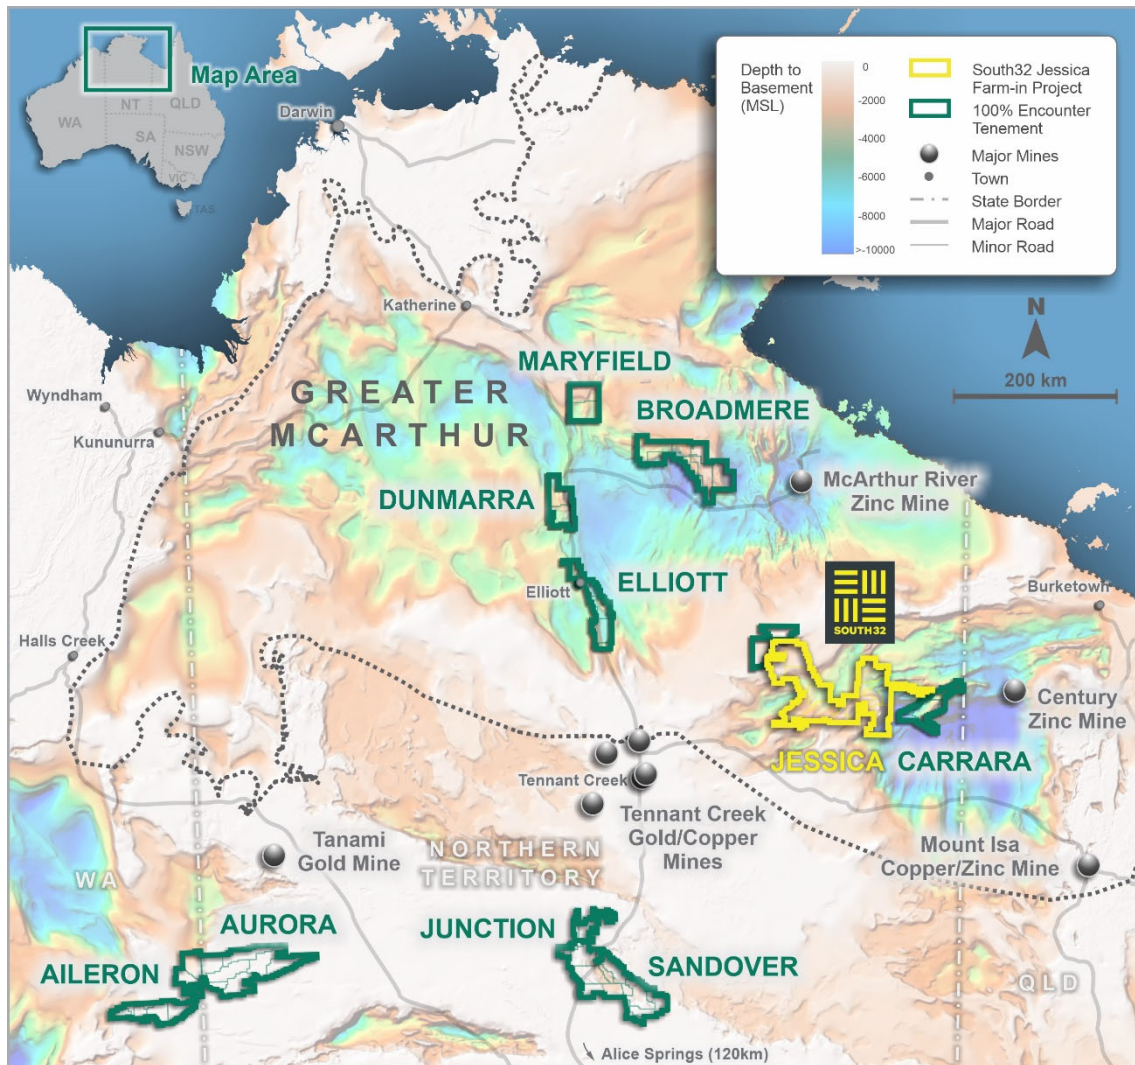 Map Area
WA
NT
QLD
SA
NSW
VIC
TAS
Depth to
Basement
(MSL)
0
-2000
-4000
-6000
-8000
>-10000
South32 Jessica
Farm-in Project
100% Encounter
Tenement
Major Mines
Town
State Border
Major Road
Minor Road
N
200 km
Darwin
Katherine
Wyndham
Kununurra
GREATER
MCARTHUR
MARYFIELD
BROADMERE
DUNMARRA
McArthur River
Zinc Mine
ELLIOTT
Elliott
SOUTH32
Burketown
Halls Creek
Century
Zinc Mine
JESSICA
CARRARA
Tennant Creek
Tennant Creek
Gold/Copper
Mines
Tanami
Gold Mine
NORTHERN
TERRITORY
Mount Isa
Copper/Zinc Mine
WA
AURORA
AILERON
JUNCTION
SANDOVER
QLD
Alice Springs (120km)